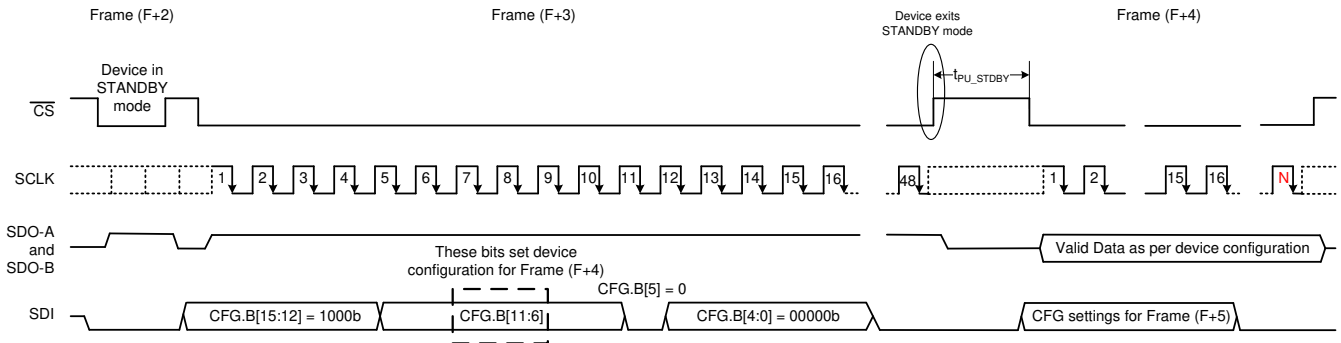 Frame (F+2)
Frame (F+3)
Device exits
STANDBY mode
Frame (F+4)
Device in
STANDBY
mode
tPU_STDBY
CS
SCLK
1 2 3 4 5 6 7 8 9 10 11 12 13 14 15 16 48 1 2 15 16 N
SDO-A
and
SDO-B
Valid Data as per device configuration
These bits set device
configuration for Frame (F+4)
CFG.B[5] = 0
SDI
CFG.B[15:12] = 1000b
CFG.B[11:6]
CFG.B[4:0] = 00000b
CFG settings for Frame (F+5)